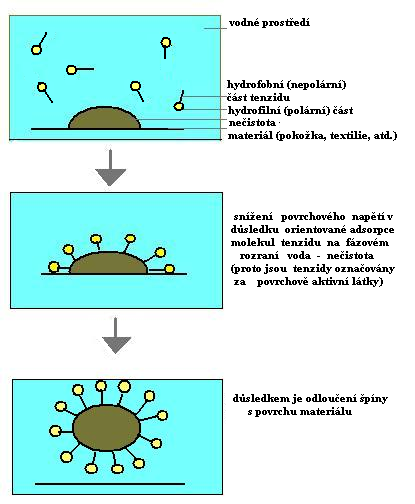 vodné prostředí
hydrofobní (nepolární)
část tenzidu
hydrofilní (polární) část
nečistota
materiál (pokožka, textilie, atd.)
snížení povrchového napětí v
důsledku orientované adsorpce
molekul tenzidu na fázovém
rozraní voda - nečistota
(proto jsou tenzidy označovány
za povrchově aktivní látky)
důsledkem je odloučení špíny
s povrchu materiálu